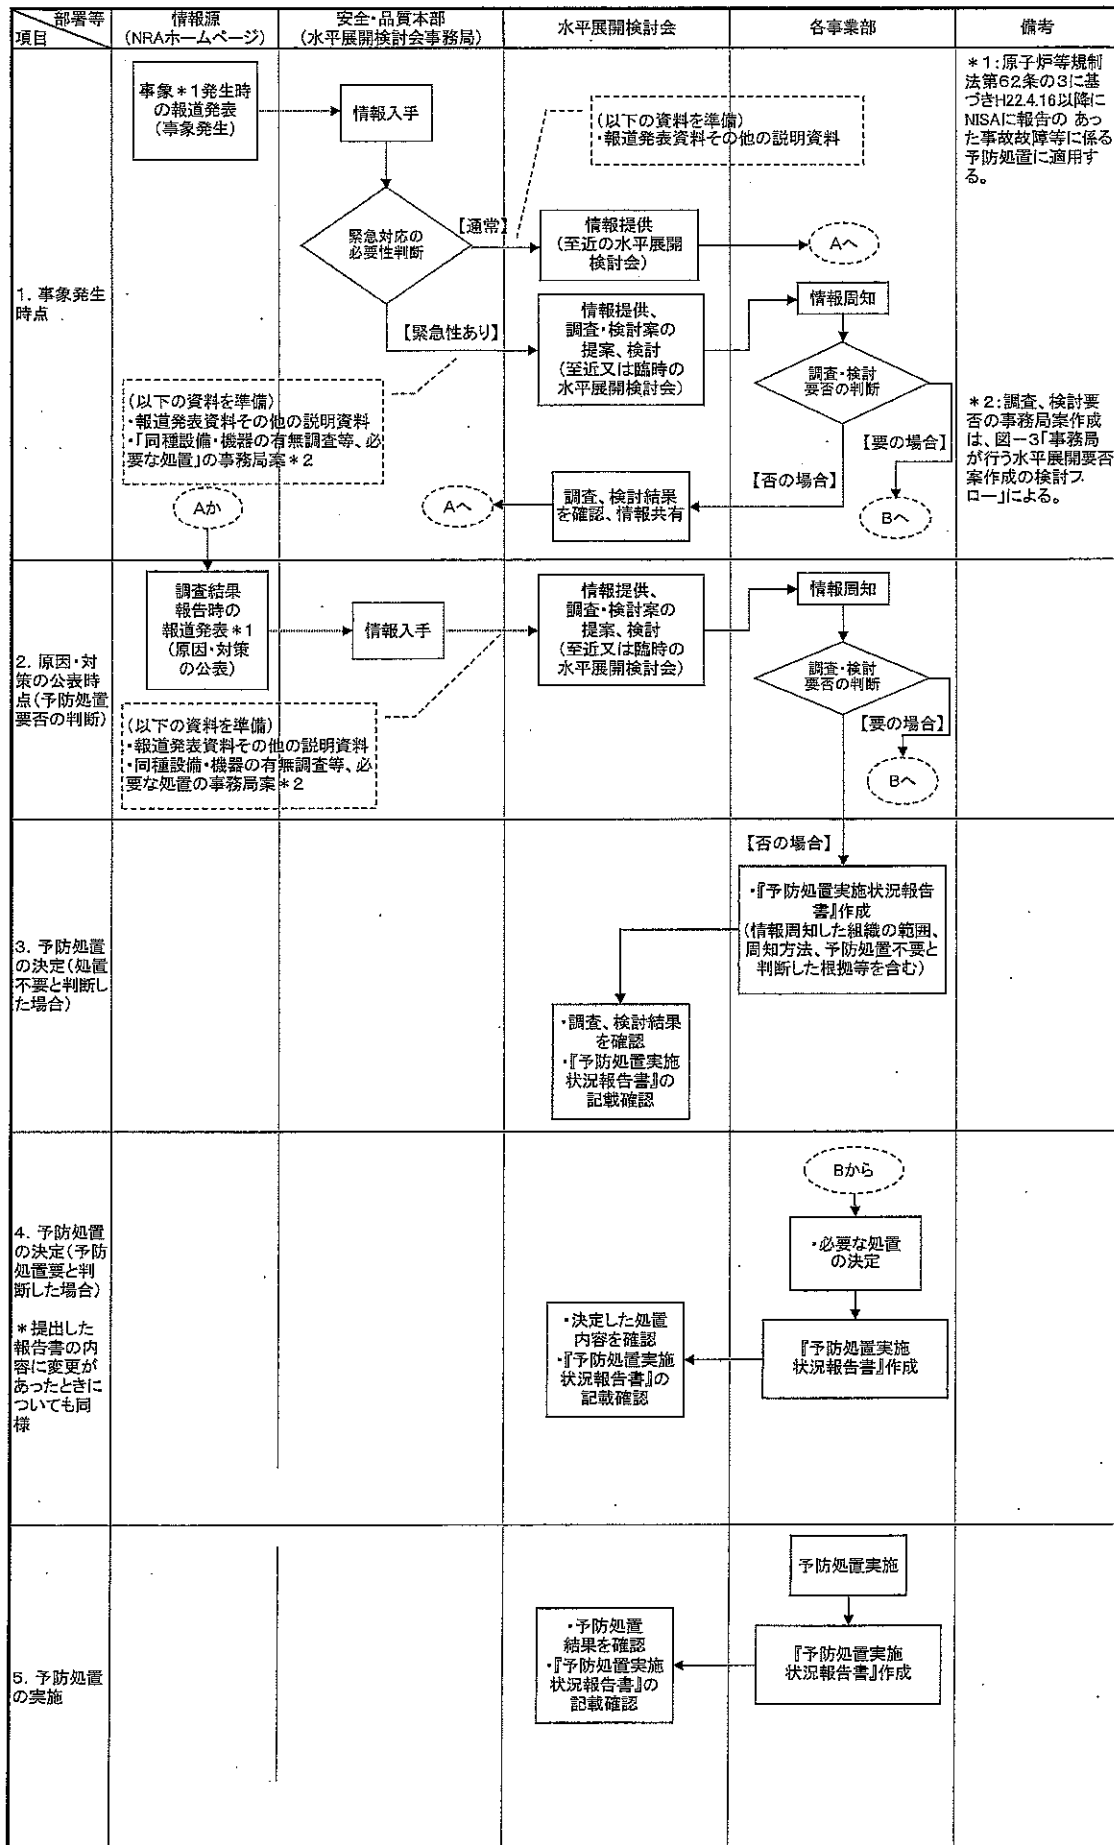 部署等
項目
情報源
(NRAホームページ)
安全・品質本部
(水平展開検討会事務局)
水平展開検討会
各事業部
備考
1. 事象発生
時点
事象*1発生時
の報道発表
(事象発生)
情報入手
(以下の資料を準備)
・報道発表資料その他の説明資料
緊急対応の
必要性判断
【通常】
情報提供
(至近の水平展開
検討会)
Aへ
【緊急性あり】
情報提供、
調査・検討案の
提案、検討
(至近又は臨時の
水平展開検討会)
情報周知
調査・検討
要否の判断
(以下の資料を準備)
・報道発表資料その他の説明資料
・「同種設備・機器の有無調査等、必
要な処置」の事務局案*2
【要の場合】
【否の場合】
Aか
Aへ
調査、検討結果
を確認、情報共有
Bへ
*1:原子炉等規制
法第62条の3に基
づきH22.4.16以降に
NISAに報告の あっ
た事故故障等に係る
予防処置に適用す
る。
*2:調査、検討要
否の事務局案作成
は、図-3「事務局
が行う水平展開要否
案作成の検討フ
ロー」による。
2. 原因・対
策の公表時
点(予防処置
要否の判断)
調査結果
報告時の
報道発表*1
(原因・対策
の公表)
情報入手
情報提供、
調査・検討案の
提案、検討
(至近又は臨時の
水平展開検討会)
情報周知
調査・検討
要否の判断
(以下の資料を準備)
・報道発表資料その他の説明資料
・同種設備・機器の有無調査等、必
要な処置の事務局案*2
【要の場合】
Bへ
3. 予防処置
の決定(処置
不要と判断し
た場合)
【否の場合】
・『予防処置実施状況報告
書』作成
(情報周知した組織の範囲、
周知方法、予防処置不要と
判断した根拠等を含む)
・調査、検討結果
を確認
・『予防処置実施
状況報告書』の
記載確認
4. 予防処置
の決定(予防
処置要と判
断した場合)
*提出した
報告書の内
容に変更が
あったときに
ついても同
様
Bから
・必要な処置
の決定
『予防処置実施
状況報告書』作成
・決定した処置
内容を確認
・『予防処置実施
状況報告書』の
記載確認
5. 予防処置
の実施
予防処置実施
『予防処置実施
状況報告書』作成
・予防処置
結果を確認
・『予防処置実施
状況報告書』の
記載確認